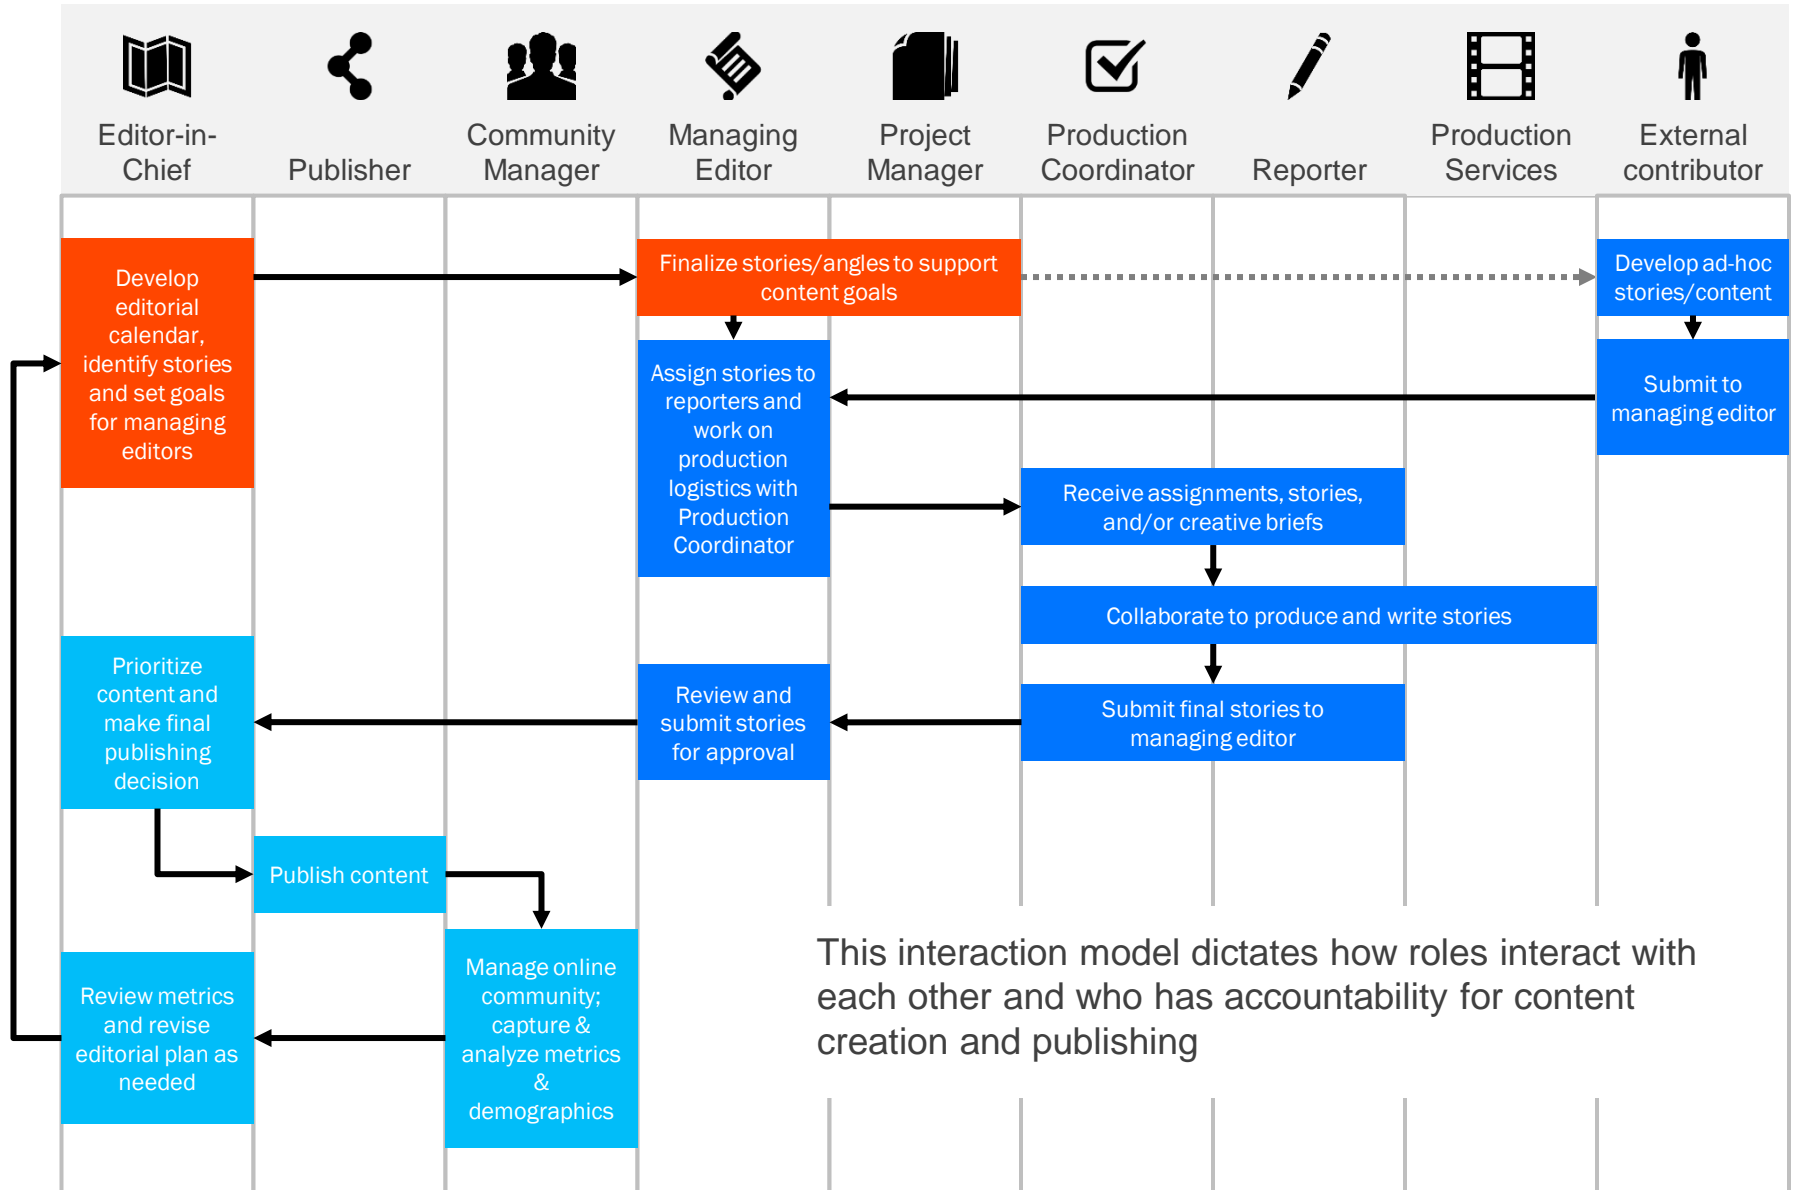 Editor-in-
Chief
Publisher
Community
Manager
Managing
Editor
Project
Manager
Production
Coordinator
Reporter
Production
Services
External
contributor
Develop
editorial
calendar,
identify stories
and set goals
for managing
editors
Finalize stories/angles to support
content goals
Develop ad-hoc
stories/content
Assign stories to
reporters and
work on
production
logistics with
Production
Coordinator
Submit to
managing editor
Receive assignments, stories,
and/or creative briefs
Collaborate to produce and write stories
Prioritize
content and
make final
publishing
decision
Review and
submit stories
for approval
Submit final stories to
managing editor
Publish content
Manage online
community;
capture &
analyze metrics
&
demographics
Review metrics
and revise
editorial plan as
needed
This interaction model dictates how roles interact with
each other and who has accountability for content
creation and publishing